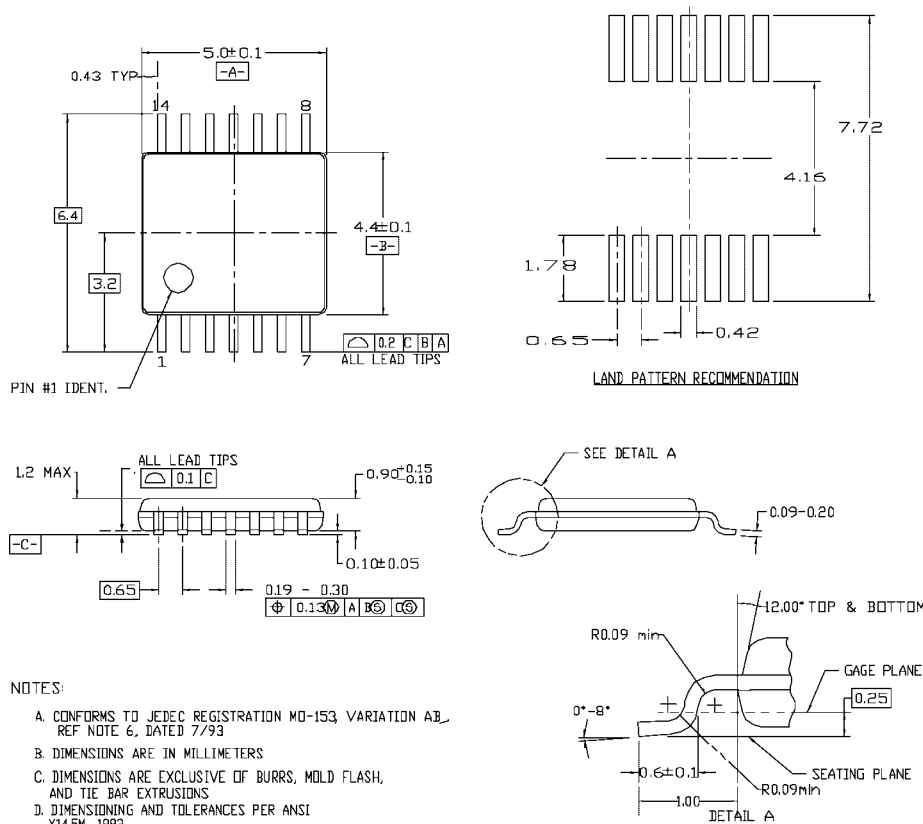 5.0±0.1
-A-
0.43 TYP
14
8
6.4
4.4±0.1
-B-
3.2
1
7
0.2 C B A
ALL LEAD TIPS
PIN #1 IDENT.
7.72
4.16
1.78
0.65
0.42
LAND PATTERN RECOMMENDATION
1.2 MAX
ALL LEAD TIPS
0.1 C
0.90+0.15
-0.10
-C-
0.10±0.05
0.65
0.19 - 0.30
0.13Ⓜ A BⓈ CⓈ
SEE DETAIL A
0.09-0.20
12.00° TOP & BOTTOM
R0.09 min
GAGE PLANE
0.25
0°-8°
0.6±0.1
SEATING PLANE
R0.09min
1.00
DETAIL A
NOTES:
A. CONFORMS TO JEDEC REGISTRATION MO-153, VARIATION AB,
REF NOTE 6, DATED 7/93
B. DIMENSIONS ARE IN MILLIMETERS
C. DIMENSIONS ARE EXCLUSIVE OF BURRS, MOLD FLASH,
AND TIE BAR EXTRUSIONS
D. DIMENSIONING AND TOLERANCES PER ANSI
Y14.5M, 1982